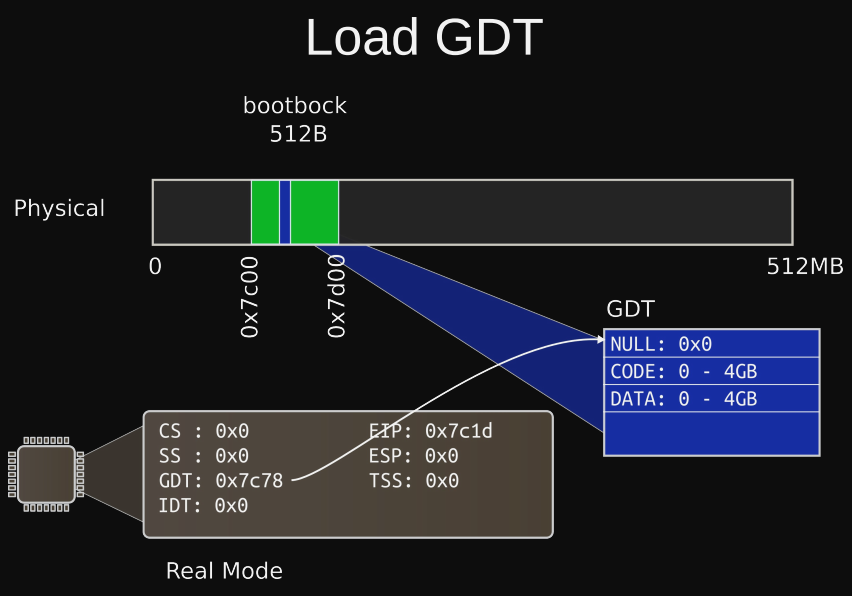 Load GDT
bootbock
512B
Physical
0
0x7c00
0x7d00
512MB
GDT
NULL: 0x0
CODE: 0 - 4GB
DATA: 0 - 4GB
CS : 0x0
EIP: 0x7c1d
SS : 0x0
ESP: 0x0
GDT: 0x7c78
TSS: 0x0
IDT: 0x0
Real Mode